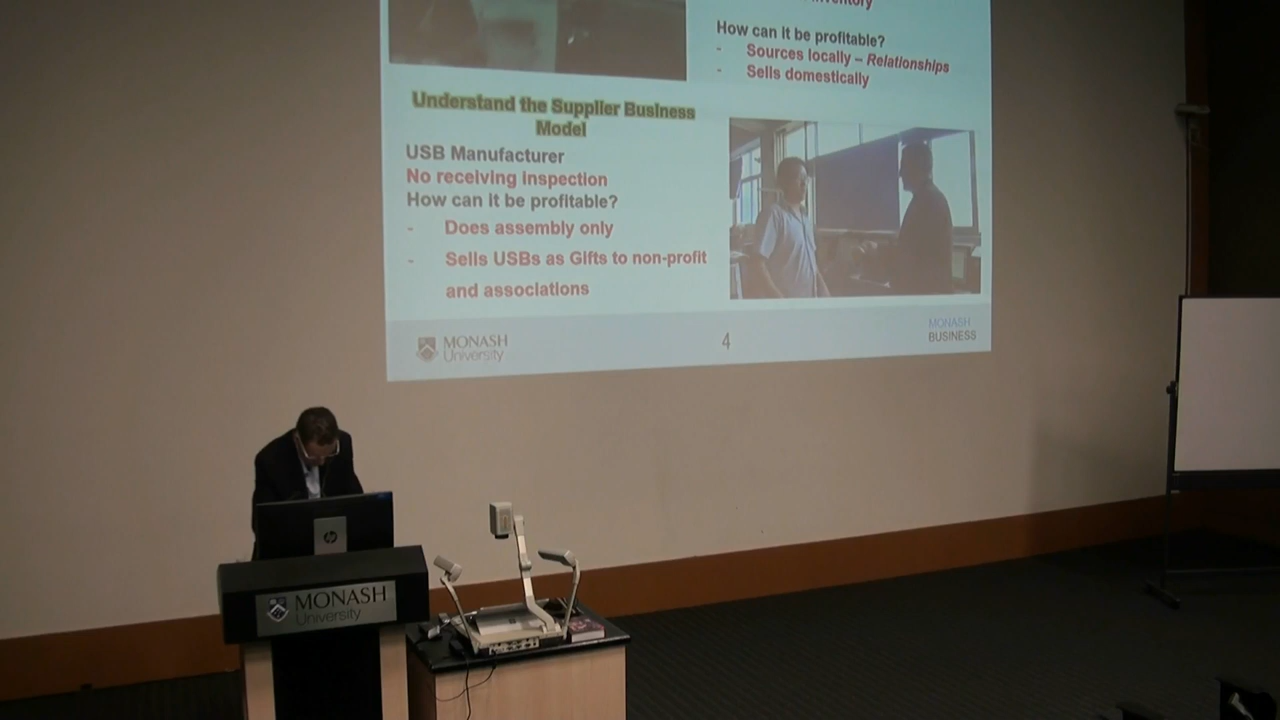 Inventory
How can it be profitable?
- Sources locally – Relationships
- Sells domestically
Understand the Supplier Business
Model
USB Manufacturer
No receiving inspection
How can it be profitable?
- Does assembly only
- Sells USBs as Gifts to non-profit
and associations
MONASH
University
4
MONASH
BUSINESS
hp
MONASH
University